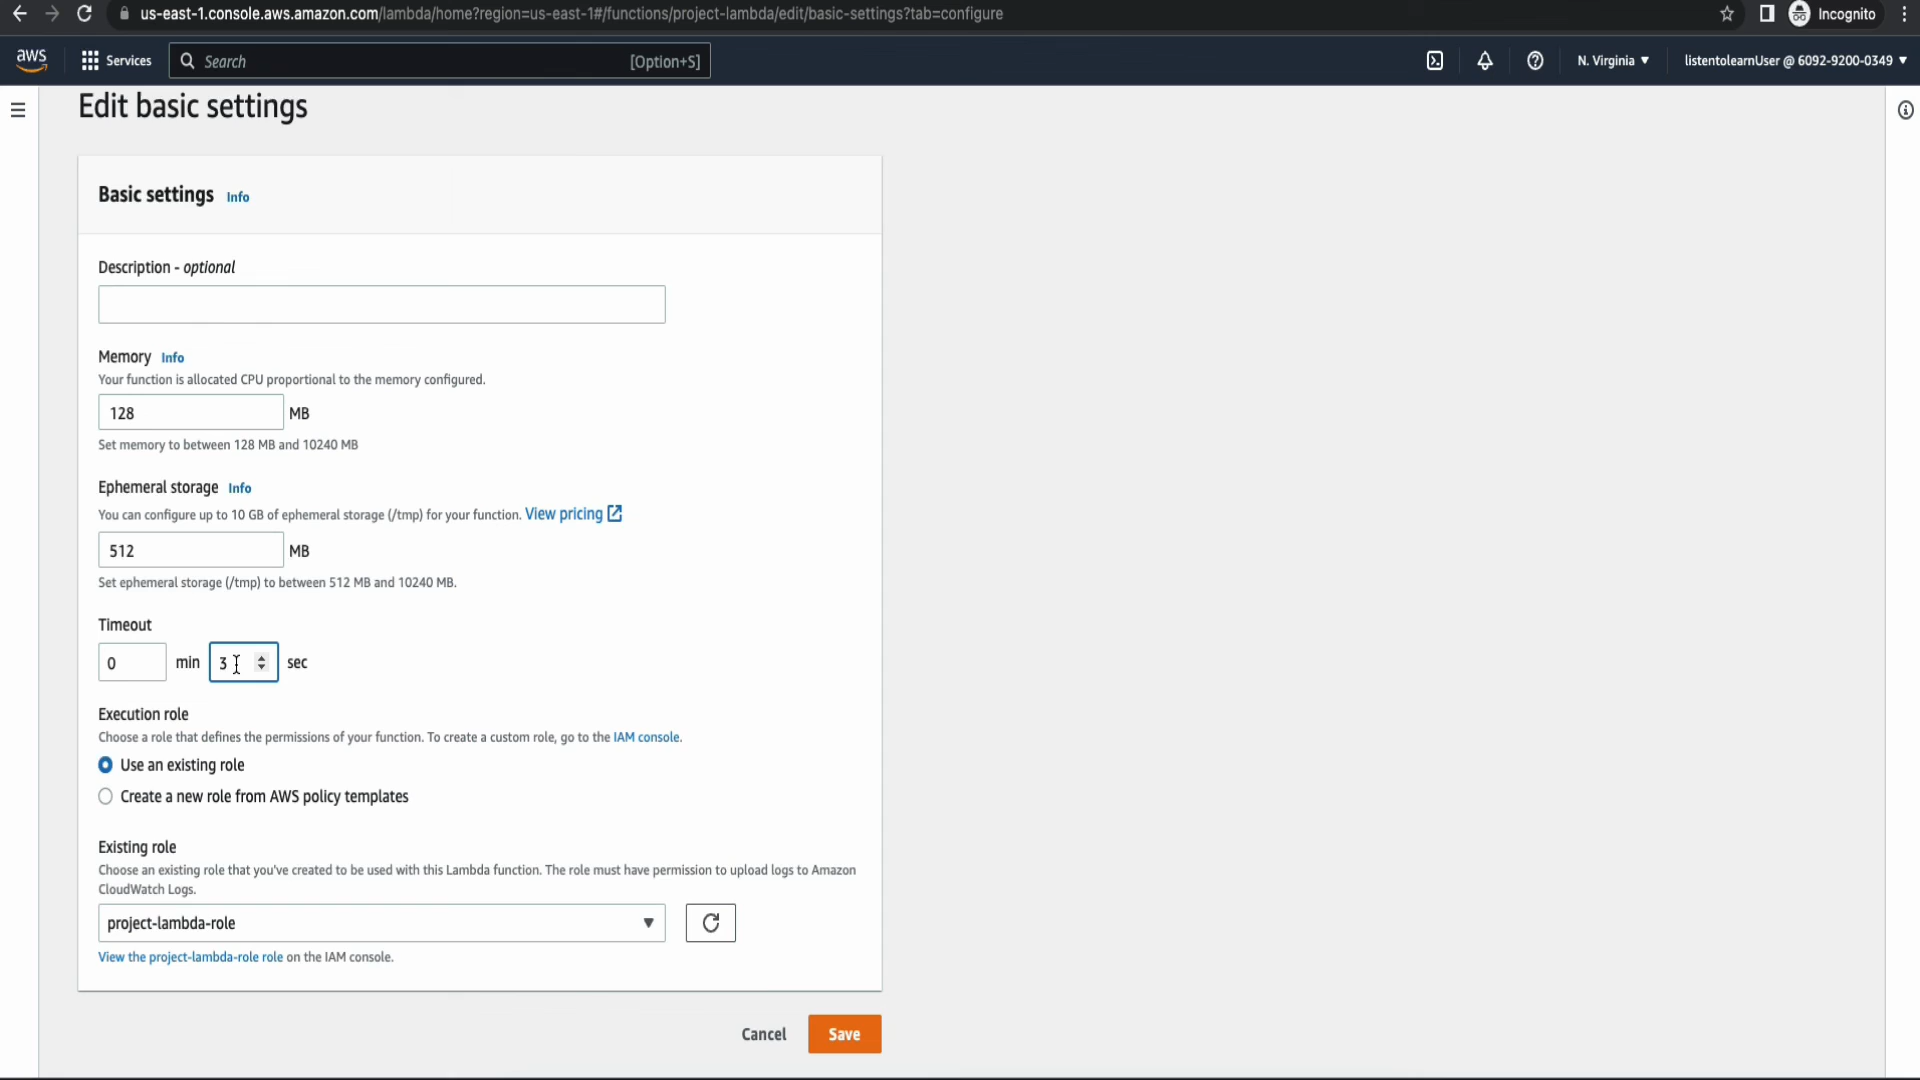 us-east-1.console.aws.amazon.com/lambda/home?region=us-east-1#/functions/project-lambda/edit/basic-settings?tab=configure
Incognito
aws
Services
Search
[Option+S]
N. Virginia
listentolearnUser @ 6092-9200-0349
Edit basic settings
Basic settings Info
Description - optional
Memory Info
Your function is allocated CPU proportional to the memory configured.
128 MB
Set memory to between 128 MB and 10240 MB
Ephemeral storage Info
You can configure up to 10 GB of ephemeral storage (/tmp) for your function. View pricing
512 MB
Set ephemeral storage (/tmp) to between 512 MB and 10240 MB.
Timeout
0 min 3 sec
Execution role
Choose a role that defines the permissions of your function. To create a custom role, go to the IAM console.
Use an existing role
Create a new role from AWS policy templates
Existing role
Choose an existing role that you've created to be used with this Lambda function. The role must have permission to upload logs to Amazon
CloudWatch Logs.
project-lambda-role
View the project-lambda-role role on the IAM console.
Cancel
Save